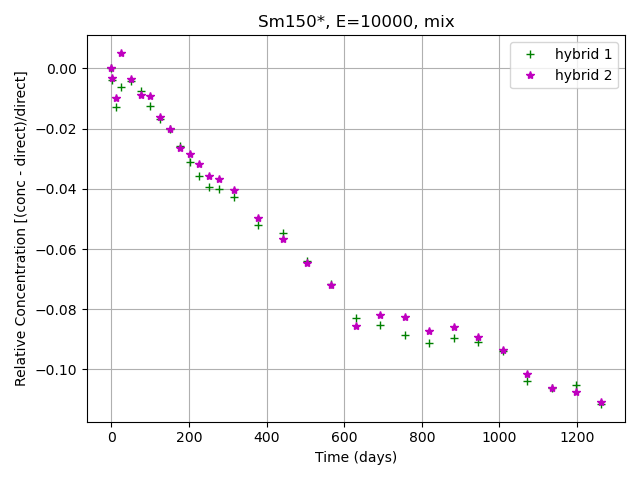 Sm150*, E=10000, mix
hybrid 1
hybrid 2
0.00
−0.02
−0.04
−0.06
−0.08
−0.10
Relative Concentration [(conc - direct)/direct]
0
200
400
600
800
1000
1200
Time (days)